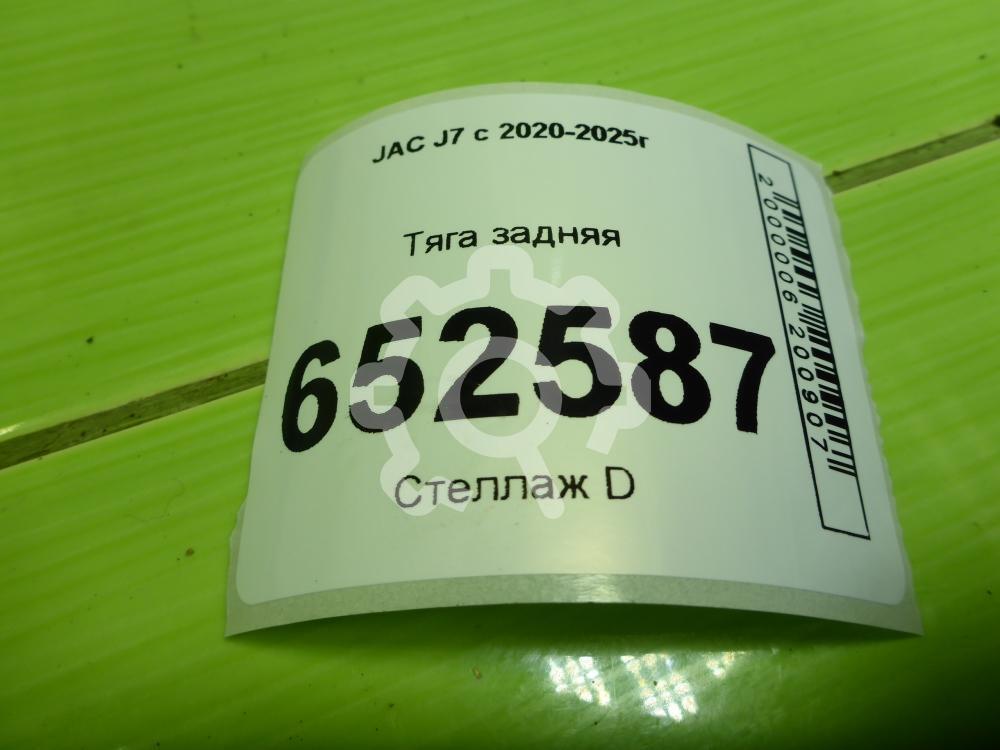 JAC J7 с 2020-2025г
Тяга задняя
652587
Стеллаж D
2000006200907